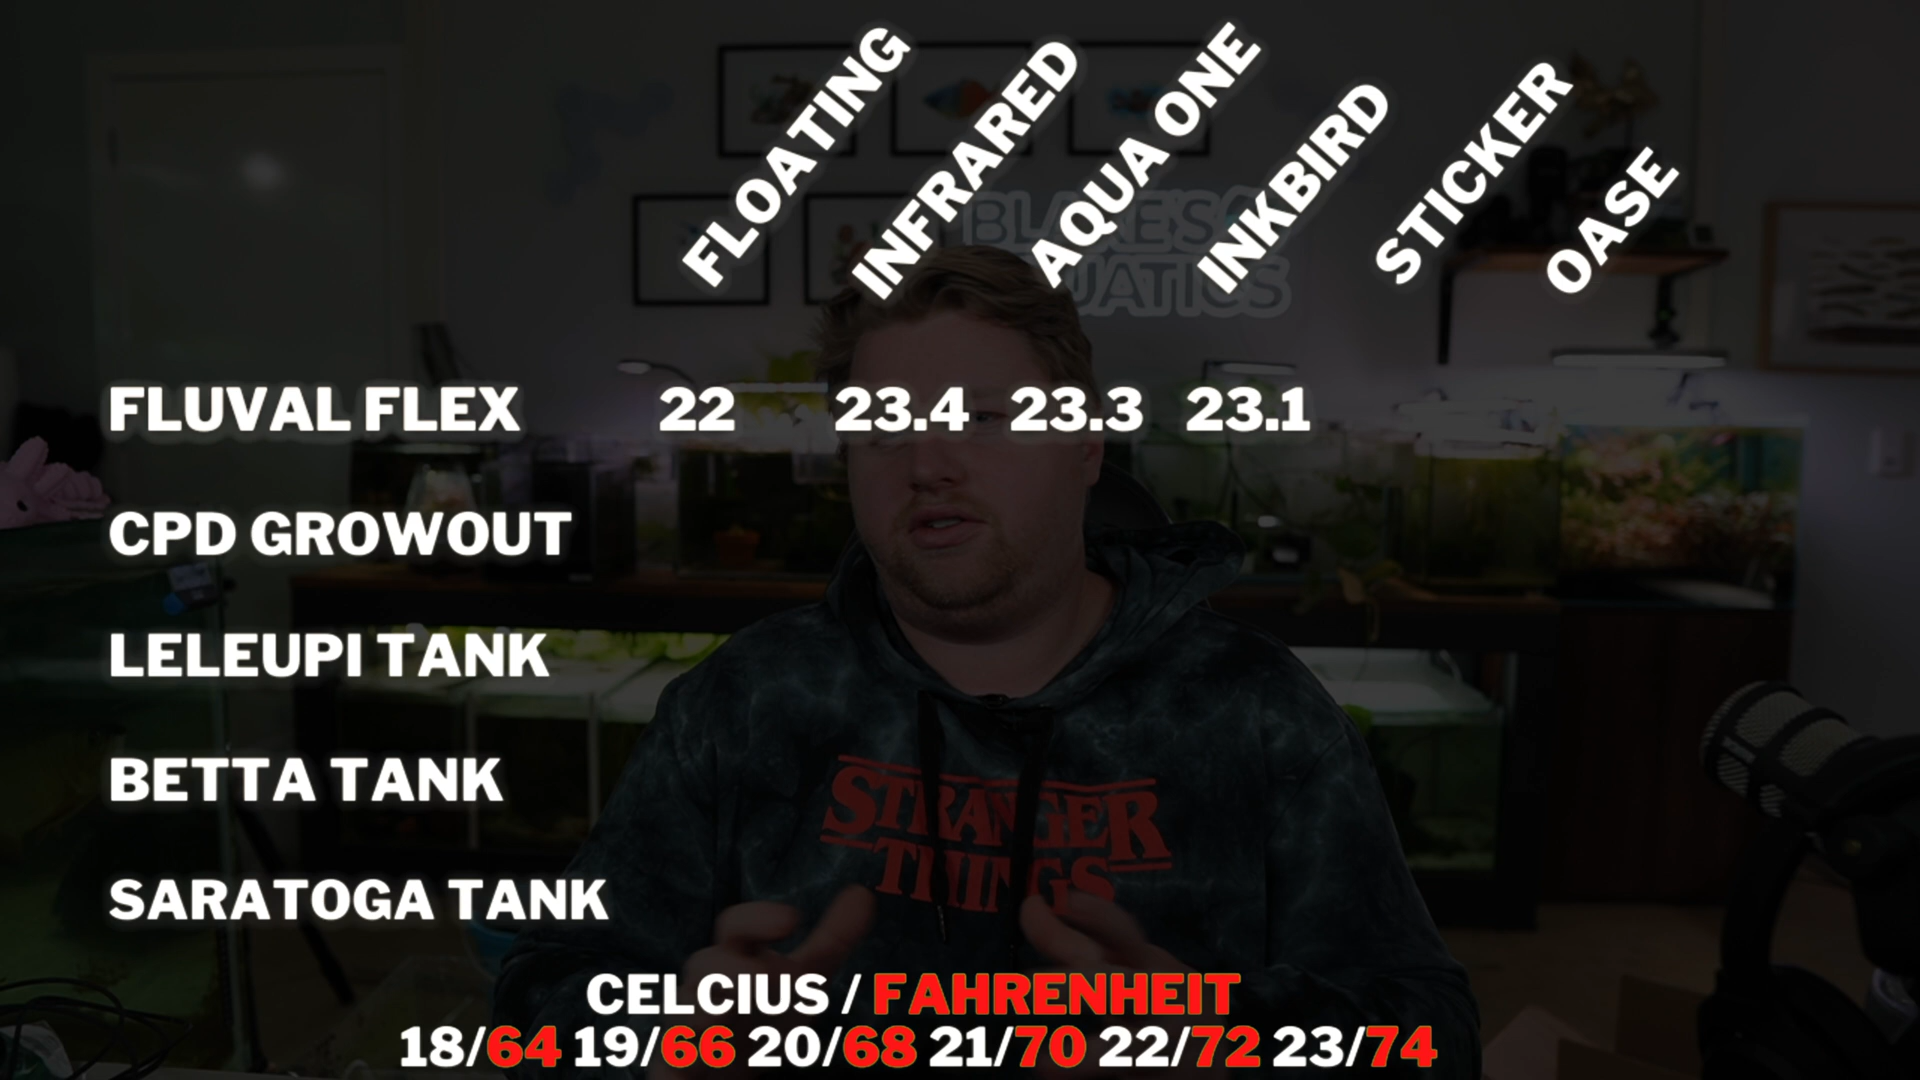 FLOATING INFRARED AQUA ONE INKBIRD STICKER OASE
BLAKE'S
AQUATICS
FLUVAL FLEX 22 23.4 23.3 23.1
CPD GROWOUT
LELEUPI TANK
BETTA TANK
STRANGER
THINGS
SARATOGA TANK
CELCIUS / FAHRENHEIT
18/64 19/66 20/68 21/70 22/72 23/74